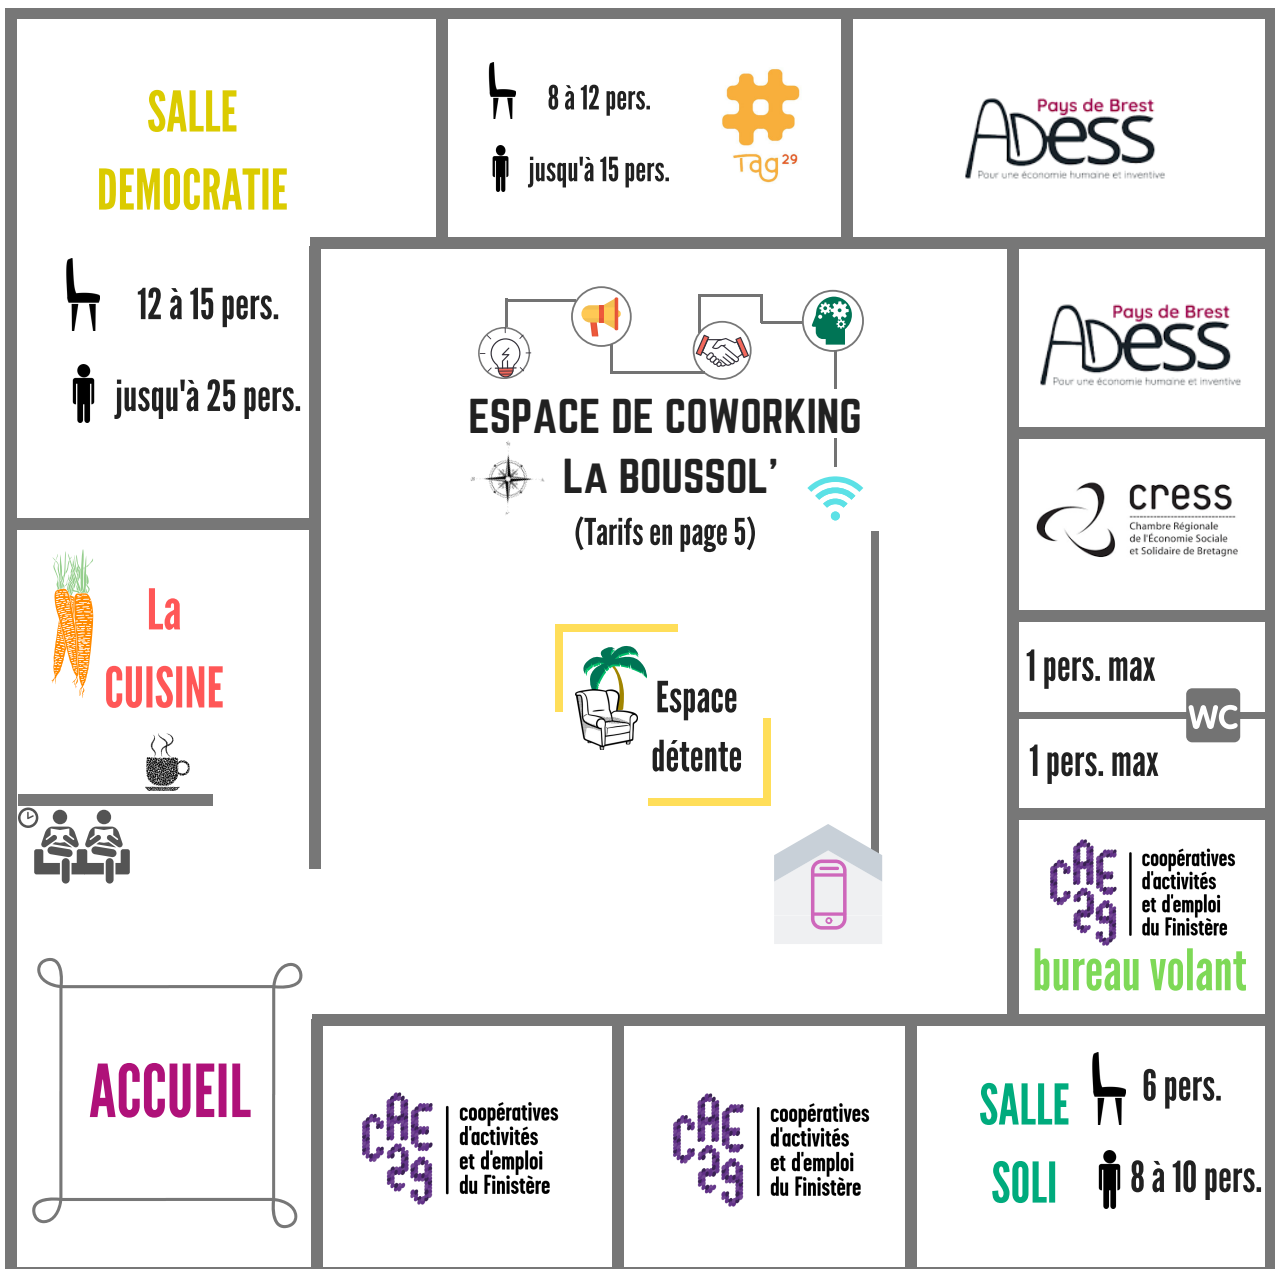 SALLE
DEMOCRATIE
12 à 15 pers.
jusqu'à 25 pers.
8 à 12 pers.
jusqu'à 15 pers.
Tag29
Pays de Brest
ADESS
Pour une économie humaine et inventive
Pays de Brest
ADESS
Pour une économie humaine et inventive
ESPACE DE COWORKING
LA BOUSSOL'
(Tarifs en page 5)
cress
Chambre Régionale
de l'Économie Sociale
et Solidaire de Bretagne
La
CUISINE
Espace
détente
1 pers. max
WC
1 pers. max
CAE29
coopératives
d'activités
et d'emploi
du Finistère
bureau volant
ACCUEIL
CAE29
coopératives
d'activités
et d'emploi
du Finistère
CAE29
coopératives
d'activités
et d'emploi
du Finistère
SALLE
SOLI
6 pers.
8 à 10 pers.